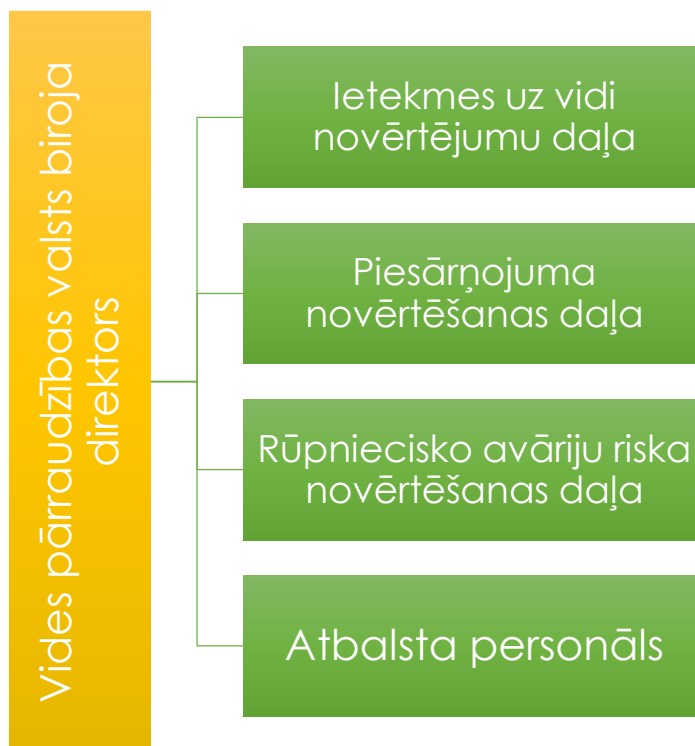 Vides pārraudzības valsts biroja
direktors
Ietekmes uz vidi
novērtējumu daļa
Piesārņojuma
novērtēšanas daļa
Rūpniecisko avāriju riska
novērtēšanas daļa
Atbalsta personāls